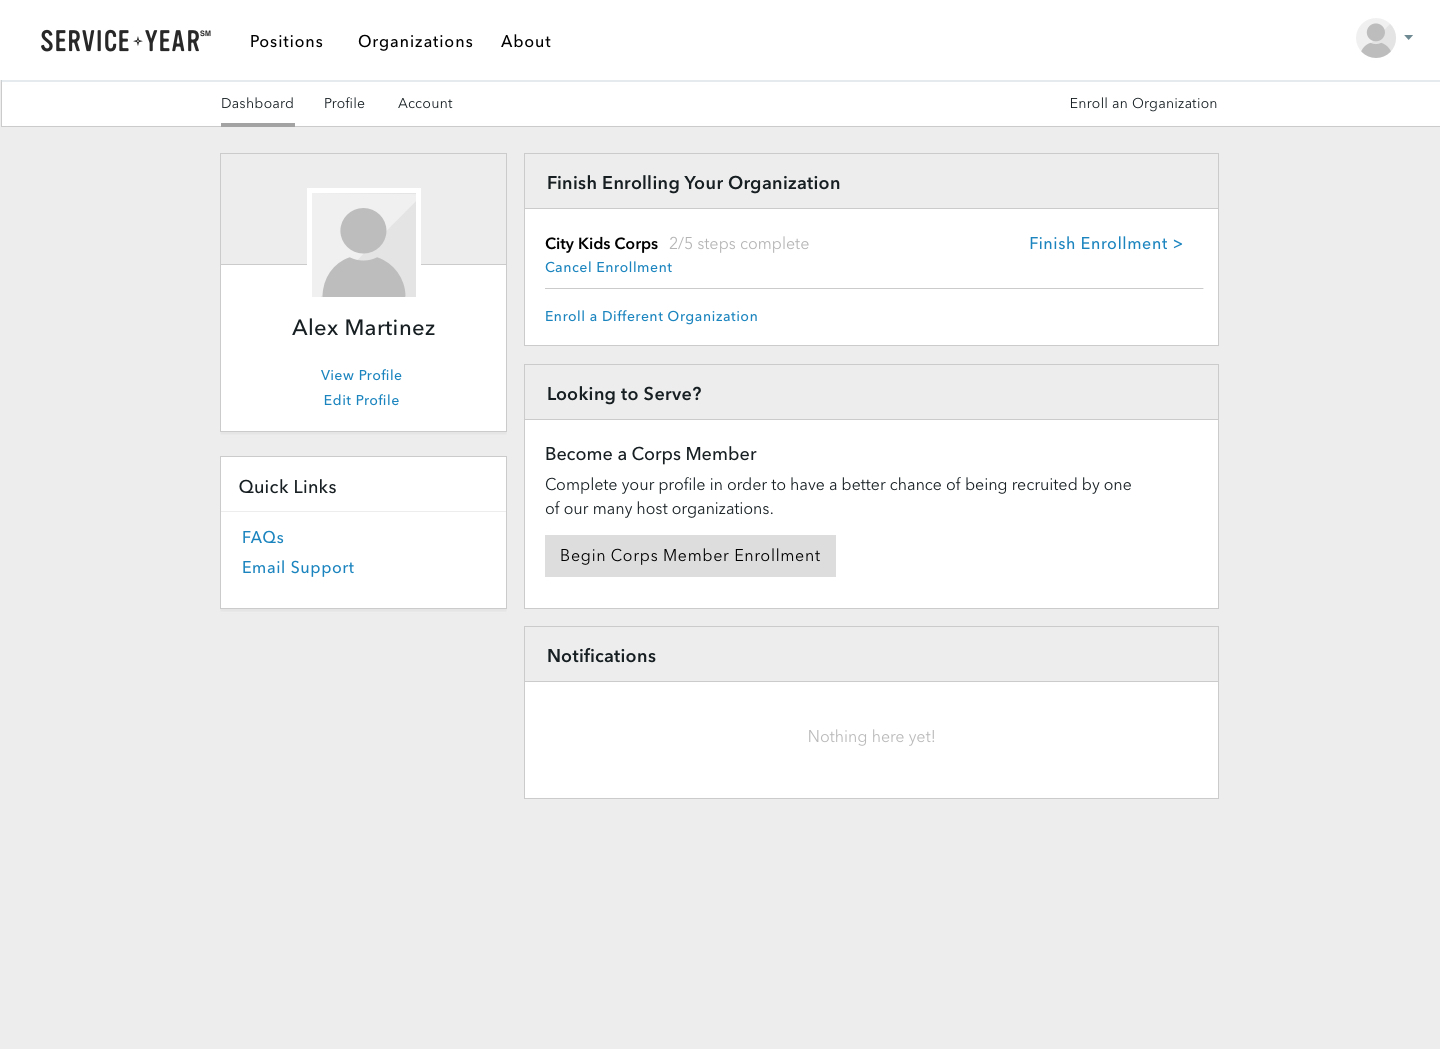 SERVICE+YEAR℠ Positions Organizations About
Dashboard Profile Account Enroll an Organization
Alex Martinez
View Profile
Edit Profile
Quick Links
FAQs
Email Support
Finish Enrolling Your Organization
City Kids Corps 2/5 steps complete Finish Enrollment >
Cancel Enrollment
Enroll a Different Organization
Looking to Serve?
Become a Corps Member
Complete your profile in order to have a better chance of being recruited by one
of our many host organizations.
Begin Corps Member Enrollment
Notifications
Nothing here yet!